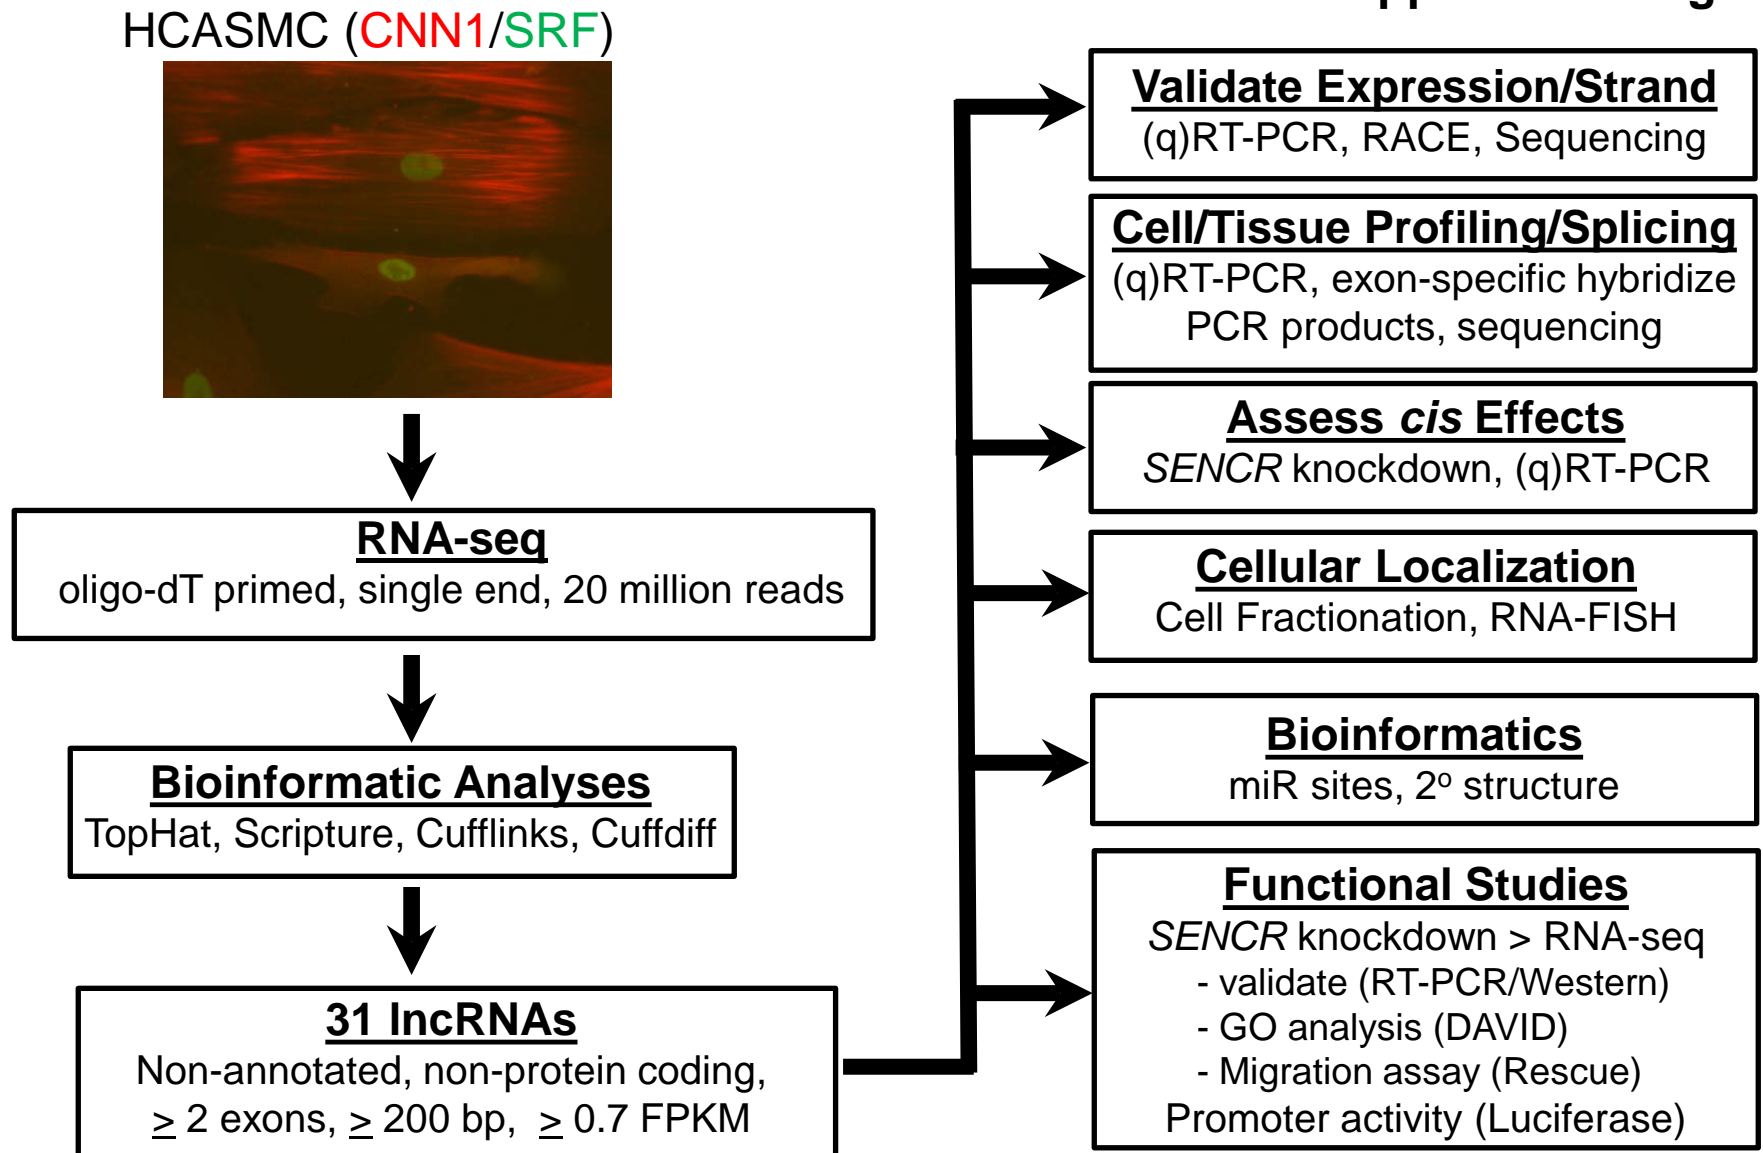 HCASMC (CNN1/SRF)
RNA-seq
oligo-dT primed, single end, 20 million reads
Bioinformatic Analyses
TopHat, Scripture, Cufflinks, Cuffdiff
31 lncRNAs
Non-annotated, non-protein coding,
≥ 2 exons, ≥ 200 bp, ≥ 0.7 FPKM
Validate Expression/Strand
(q)RT-PCR, RACE, Sequencing
Cell/Tissue Profiling/Splicing
(q)RT-PCR, exon-specific hybridize
PCR products, sequencing
Assess cis Effects
SENCR knockdown, (q)RT-PCR
Cellular Localization
Cell Fractionation, RNA-FISH
Bioinformatics
miR sites, 2º structure
Functional Studies
SENCR knockdown > RNA-seq
- validate (RT-PCR/Western)
- GO analysis (DAVID)
- Migration assay (Rescue)
Promoter activity (Luciferase)